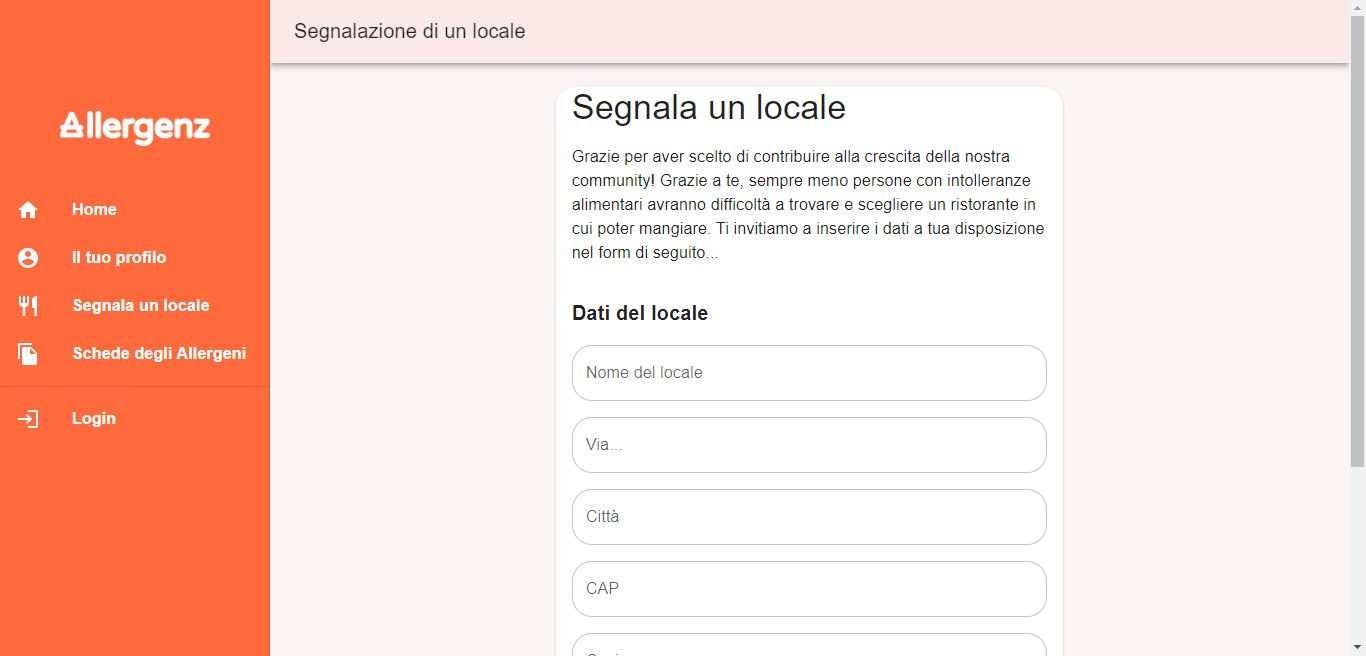 Segnalazione di un locale
Allergenz
Home
Il tuo profilo
Segnala un locale
Schede degli Allergeni
Login
Segnala un locale
Grazie per aver scelto di contribuire alla crescita della nostra
community! Grazie a te, sempre meno persone con intolleranze
alimentari avranno difficoltà a trovare e scegliere un ristorante in
cui poter mangiare. Ti invitiamo a inserire i dati a tua disposizione
nel form di seguito...
Dati del locale
Nome del locale
Via...
Città
CAP